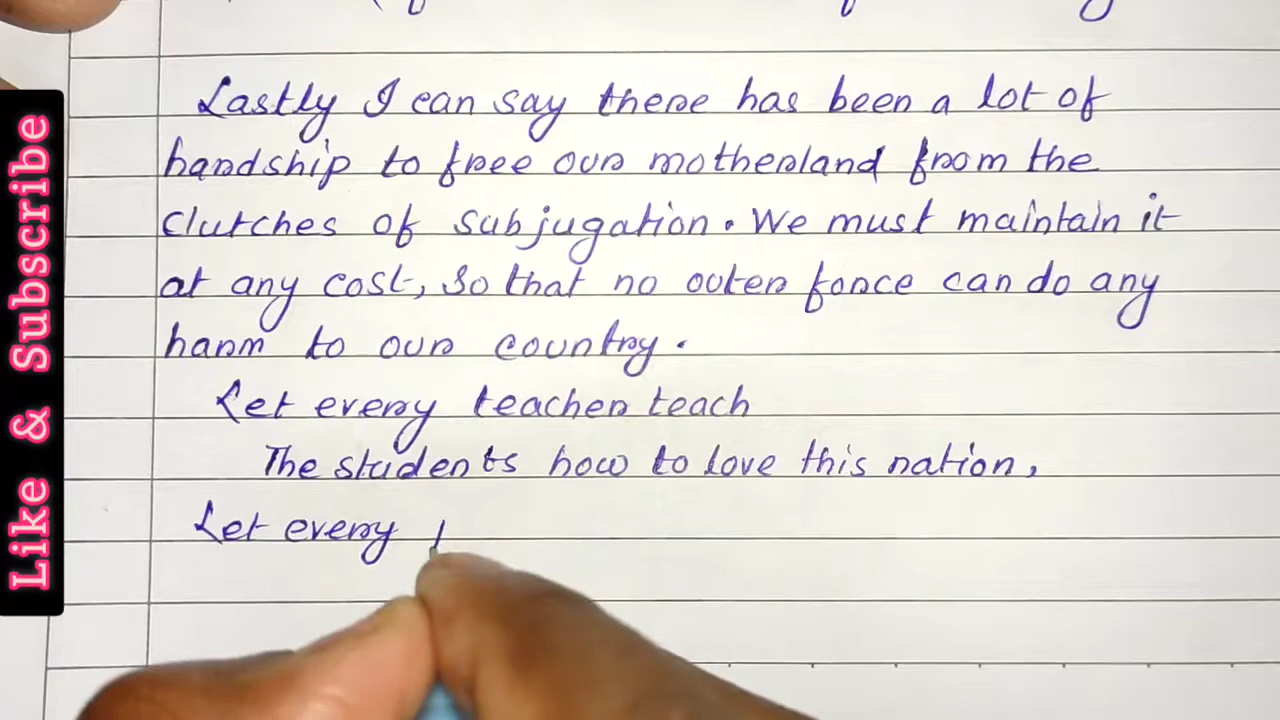 Lastly I can say there has been a lot of
hardship to free our motherland from the
clutches of subjugation. We must maintain it
at any cost, so that no outer force can do any
harm to our country.
Let every teacher teach
The students how to love this nation,
Let every
Like & Subscribe